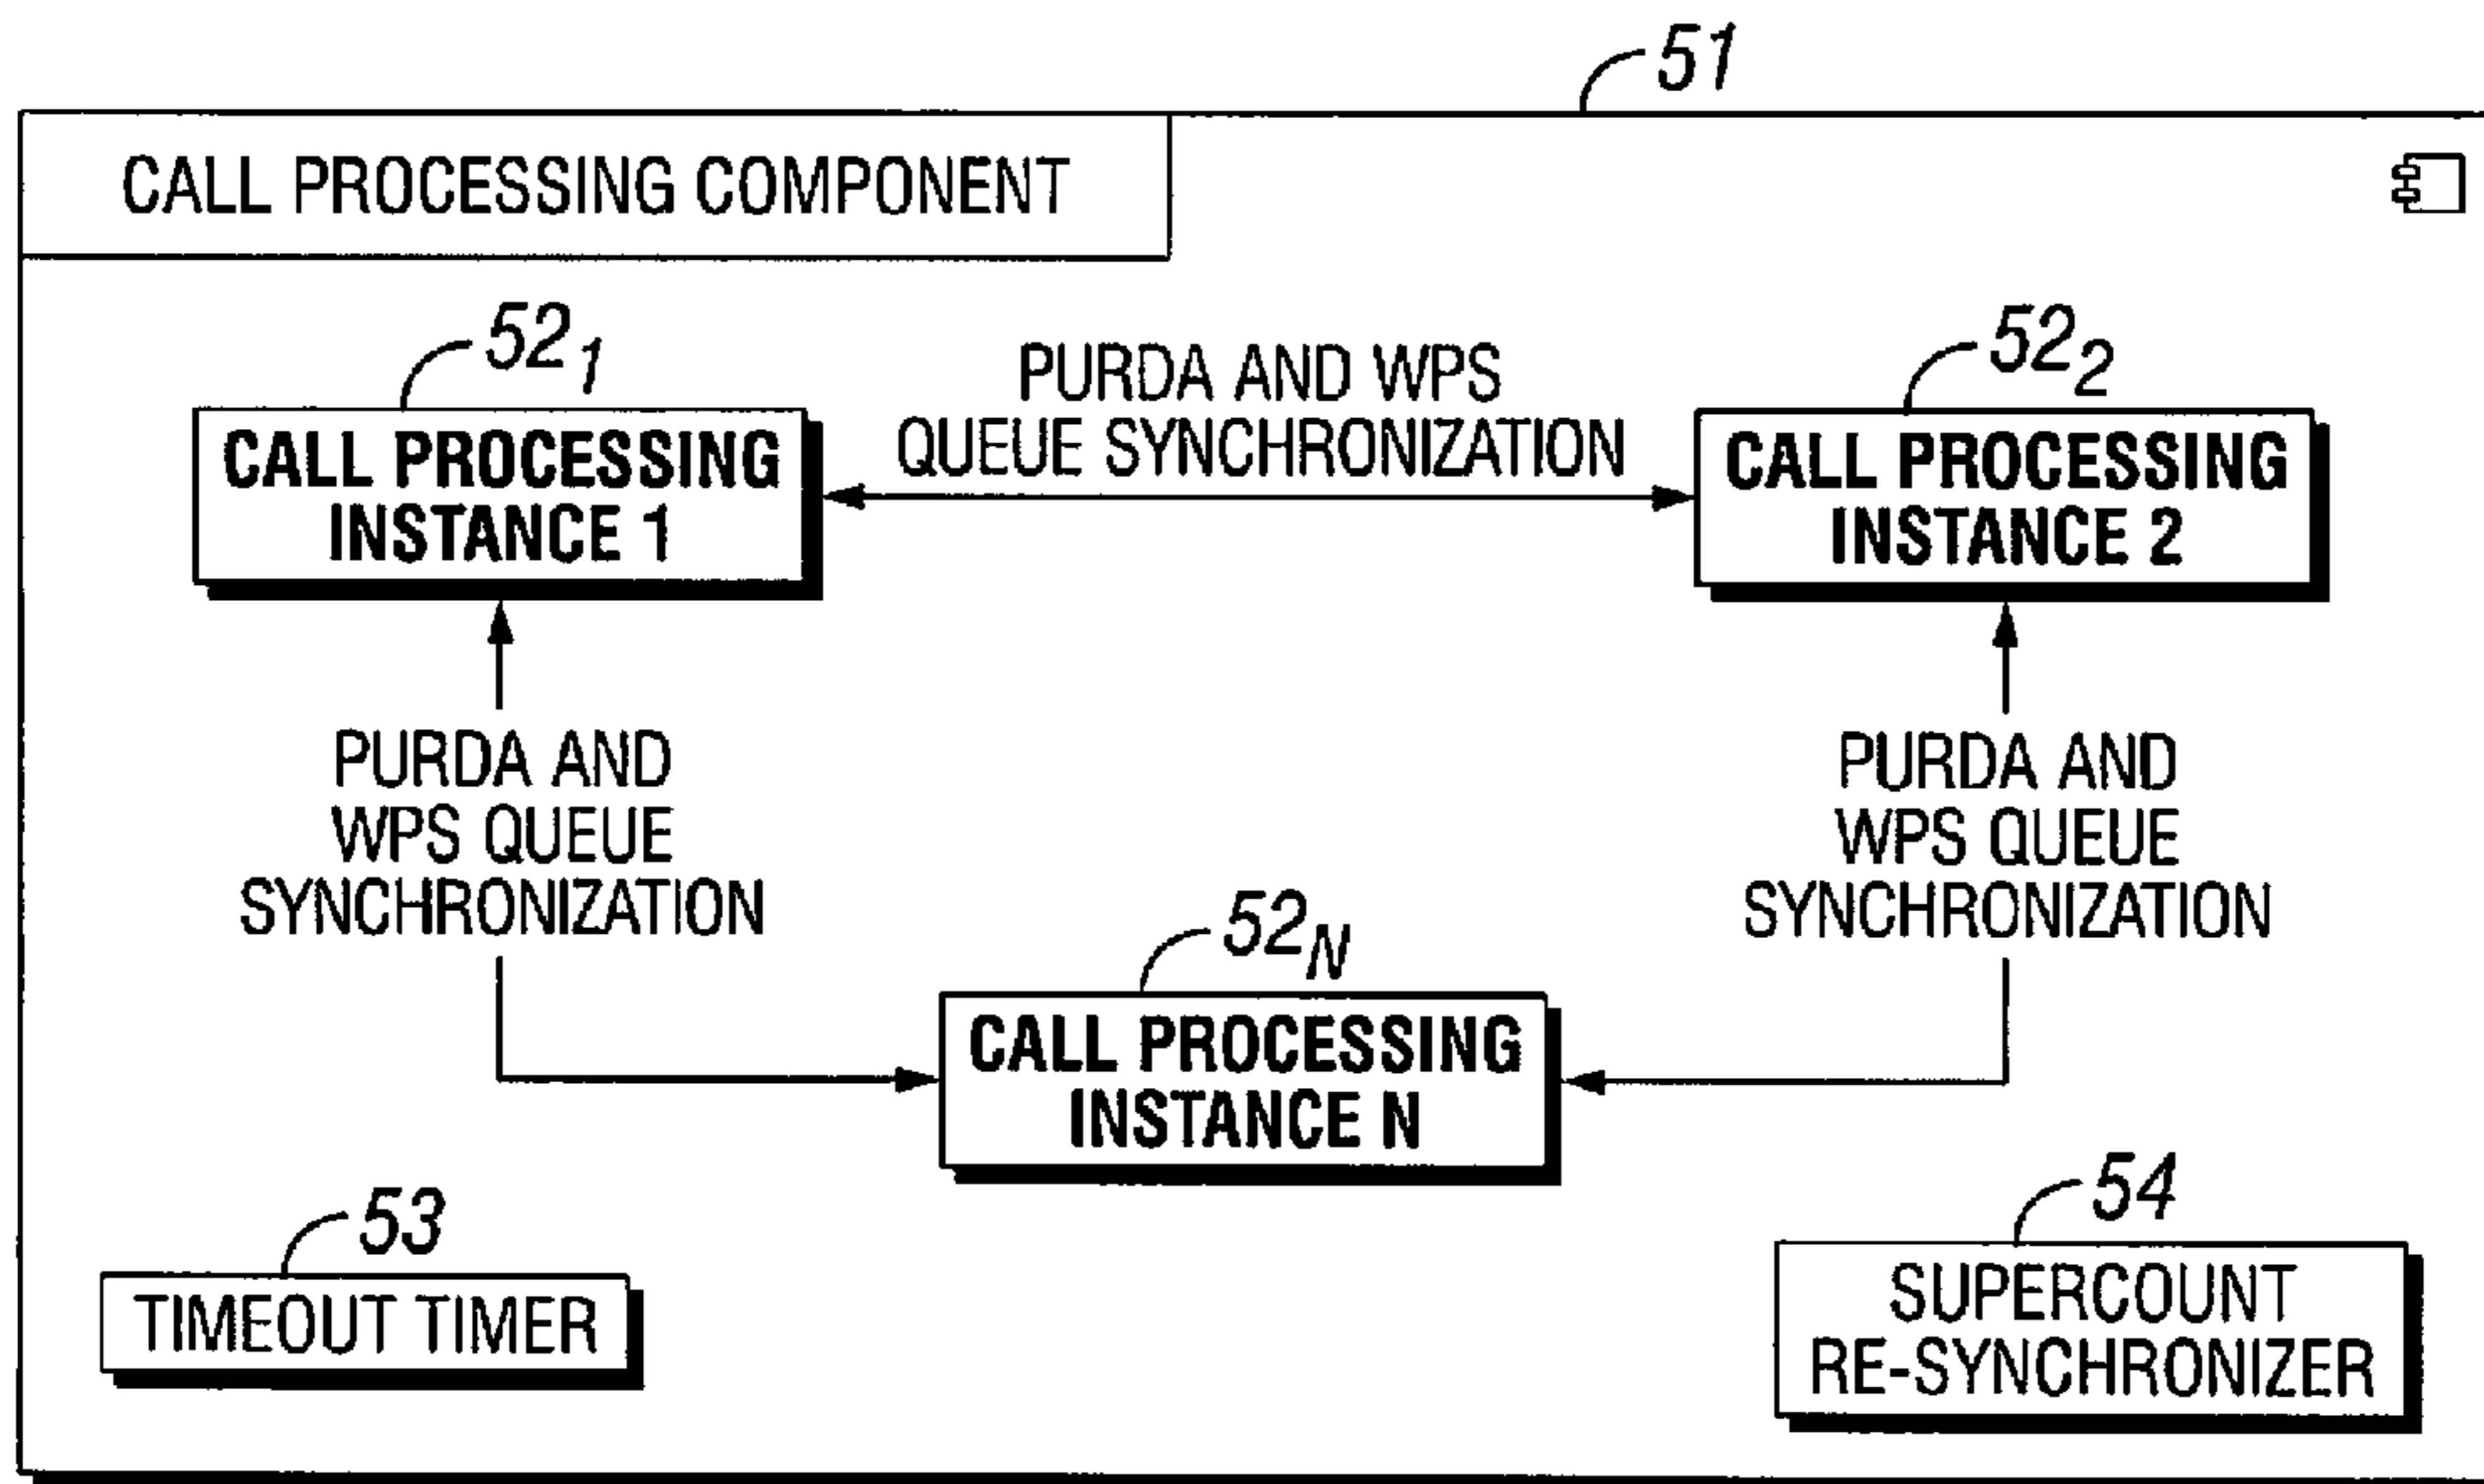 51
CALL PROCESSING COMPONENT
52₁
PURDA AND WPS
QUEUE SYNCHRONIZATION
52₂
CALL PROCESSING
INSTANCE 1
CALL PROCESSING
INSTANCE 2
PURDA AND
WPS QUEUE
SYNCHRONIZATION
PURDA AND
WPS QUEUE
SYNCHRONIZATION
52N
CALL PROCESSING
INSTANCE N
53
TIMEOUT TIMER
54
SUPERCOUNT
RE-SYNCHRONIZER